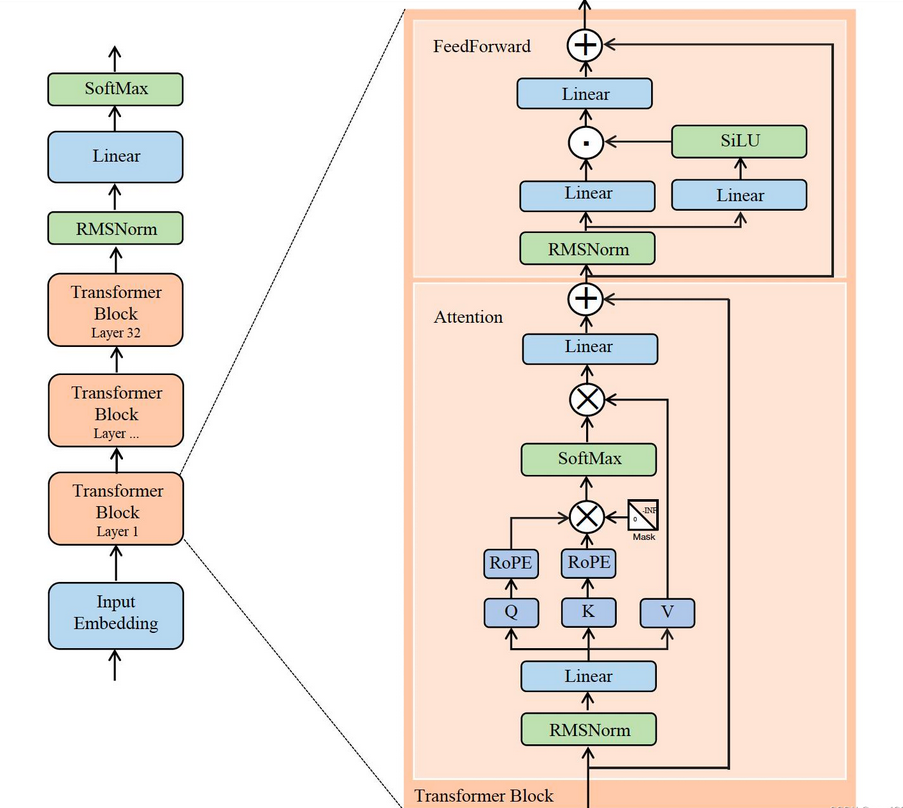 SoftMax
Linear
RMSNorm
Transformer
Block
Layer 32
Transformer
Block
Layer ...
Transformer
Block
Layer 1
Input
Embedding
FeedForward
Linear
SiLU
Linear
Linear
RMSNorm
Attention
Linear
SoftMax
-INF
0
Mask
RoPE
RoPE
Q
K
V
Linear
RMSNorm
Transformer Block